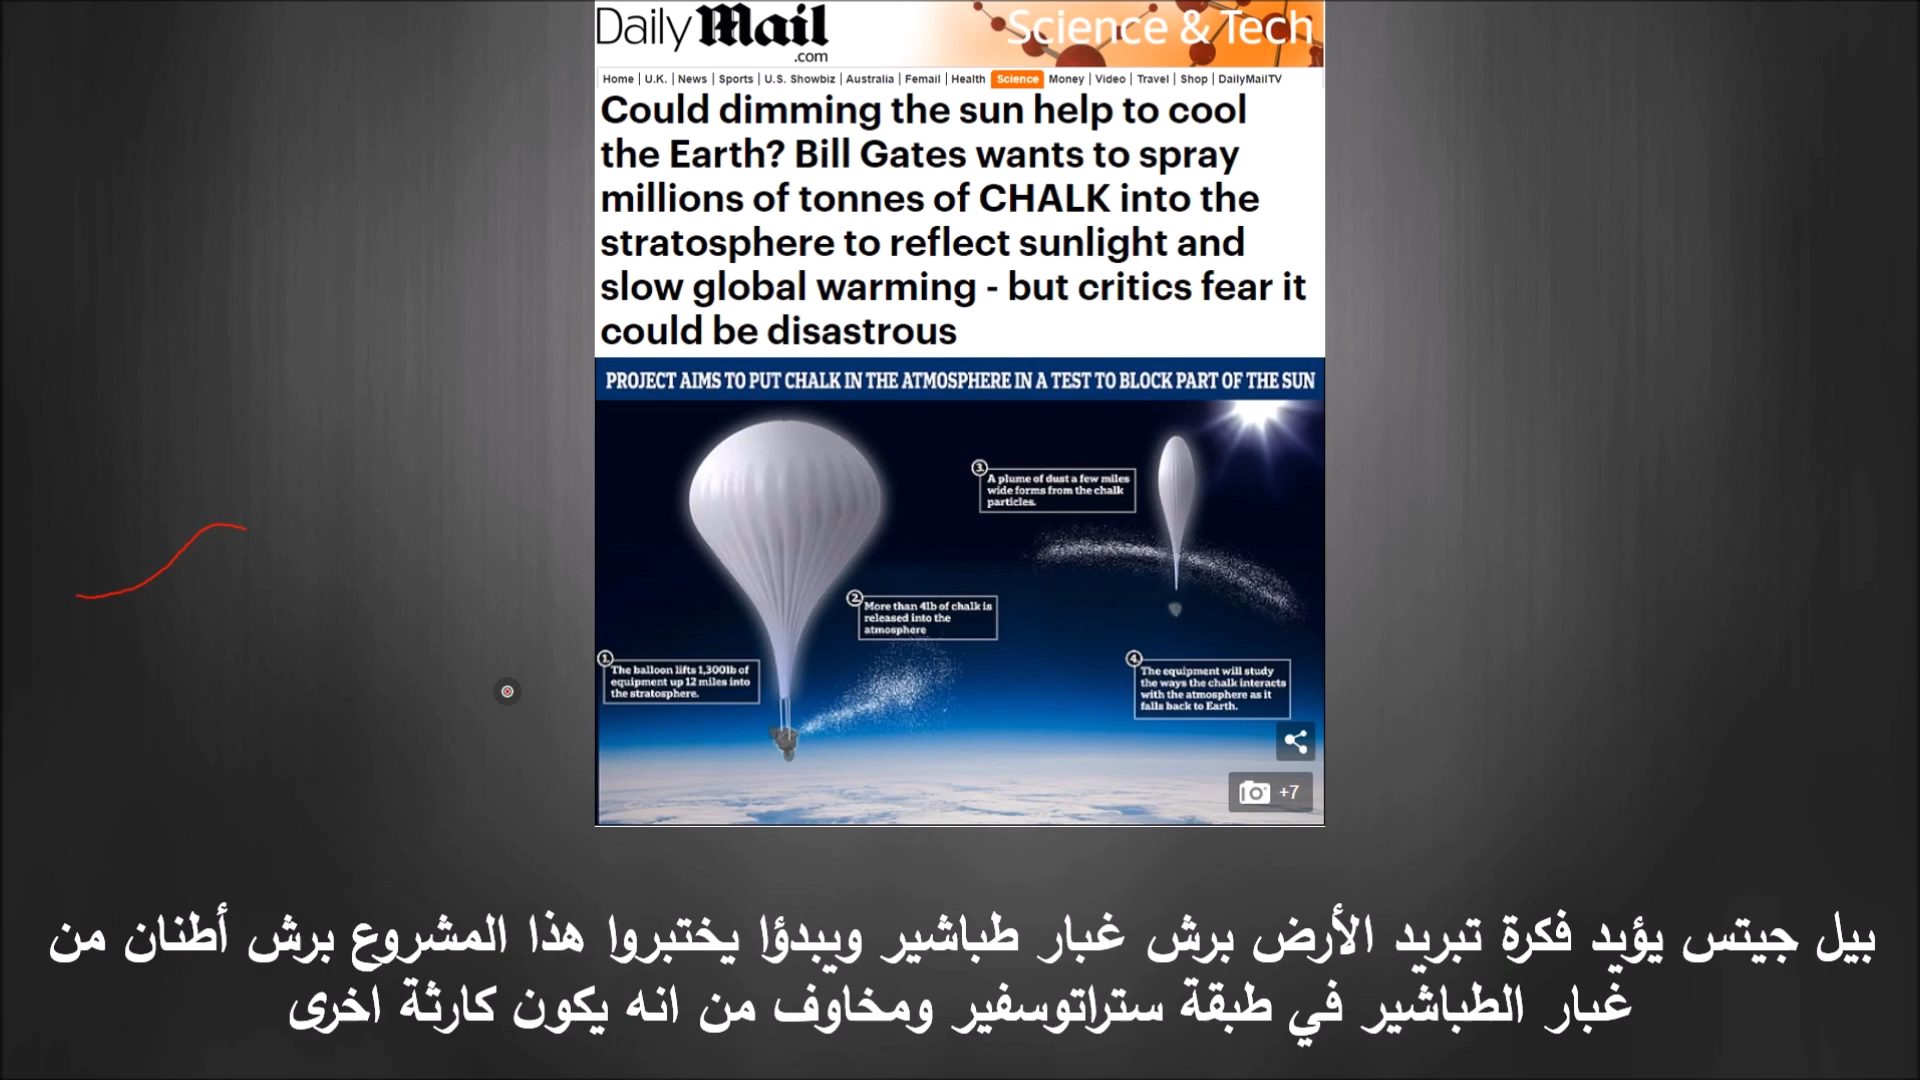 Daily Mail
.com
Science & Tech
Home | U.K. | News | Sports | U.S. Showbiz | Australia | Femail | Health | Science | Money | Video | Travel | Shop | DailyMailTV
Could dimming the sun help to cool
the Earth? Bill Gates wants to spray
millions of tonnes of CHALK into the
stratosphere to reflect sunlight and
slow global warming - but critics fear it
could be disastrous
PROJECT AIMS TO PUT CHALK IN THE ATMOSPHERE IN A TEST TO BLOCK PART OF THE SUN
1. The balloon lifts 1,300lb of
equipment up 12 miles into
the stratosphere.
2. More than 4lb of chalk is
released into the
atmosphere
3. A plume of dust a few miles
wide forms from the chalk
particles.
4. The equipment will study
the ways the chalk interacts
with the atmosphere as it
falls back to Earth.
+7
بيل جيتس يؤيد فكرة تبريد الأرض برش غبار طباشير ويبدؤا يختبروا هذا المشروع برش أطنان من
غبار الطباشير في طبقة ستراتوسفير ومخاوف من انه يكون كارثة اخرى